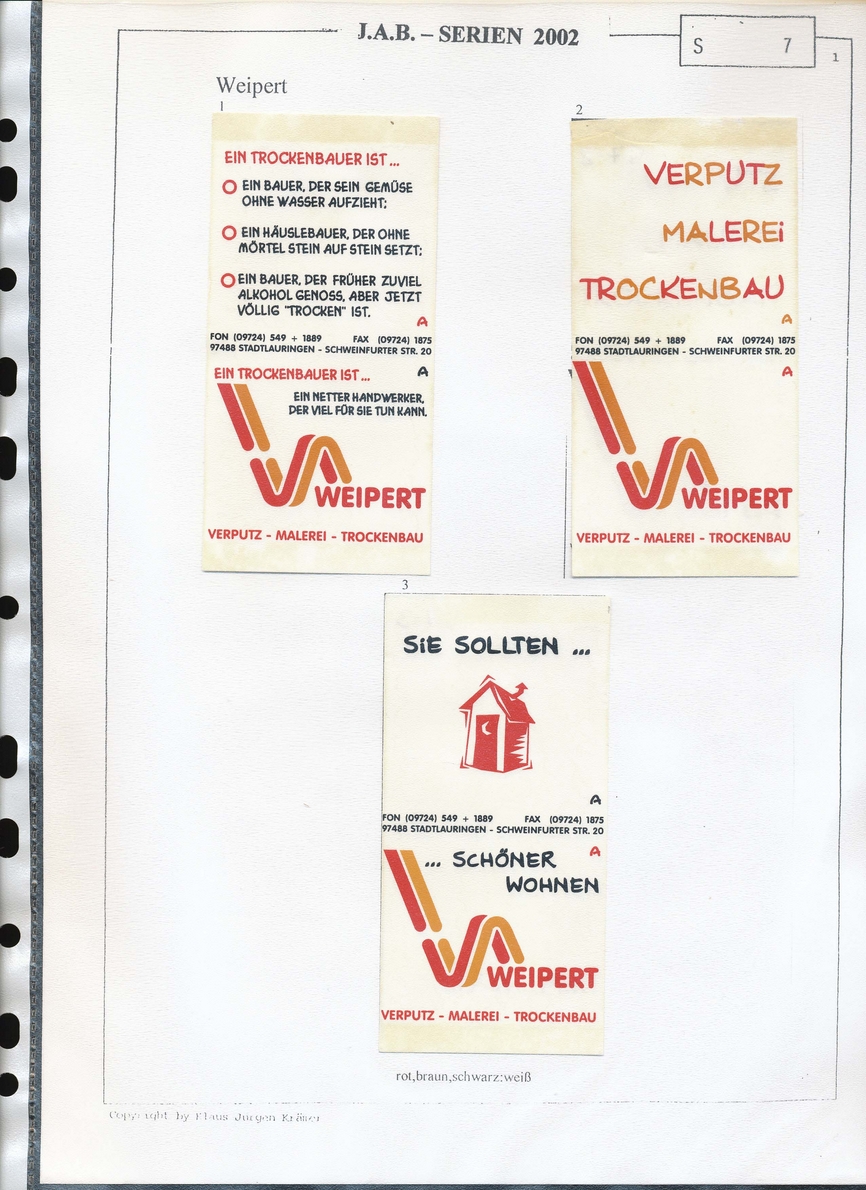 J.A.B. – SERIEN 2002
S 7
1
Weipert
1
EIN TROCKENBAUER IST...
EIN BAUER, DER SEIN GEMÜSE
OHNE WASSER AUFZIEHT;
EIN HÄUSLEBAUER, DER OHNE
MÖRTEL STEIN AUF STEIN SETZT;
EIN BAUER, DER FRÜHER ZUVIEL
ALKOHOL GENOSS, ABER JETZT
VÖLLIG "TROCKEN" IST.
A
FON (09724) 549 + 1889 FAX (09724) 1875
97488 STADTLAURINGEN - SCHWEINFURTER STR. 20
EIN TROCKENBAUER IST... A
EIN NETTER HANDWERKER,
DER VIEL FÜR SIE TUN KANN.
WEIPERT
VERPUTZ - MALEREI - TROCKENBAU
2
VERPUTZ
MALEREi
TROCKENBAU
A
FON (09724) 549 + 1889 FAX (09724) 1875
97488 STADTLAURINGEN - SCHWEINFURTER STR. 20
A
WEIPERT
VERPUTZ - MALEREI - TROCKENBAU
3
SiE SOLLTEN ...
A
FON (09724) 549 + 1889 FAX (09724) 1875
97488 STADTLAURINGEN - SCHWEINFURTER STR. 20
A
... SCHÖNER
WOHNEN
WEIPERT
VERPUTZ - MALEREI - TROCKENBAU
rot,braun,schwarz:weiß
Copyright by Klaus Jürgen Krämer